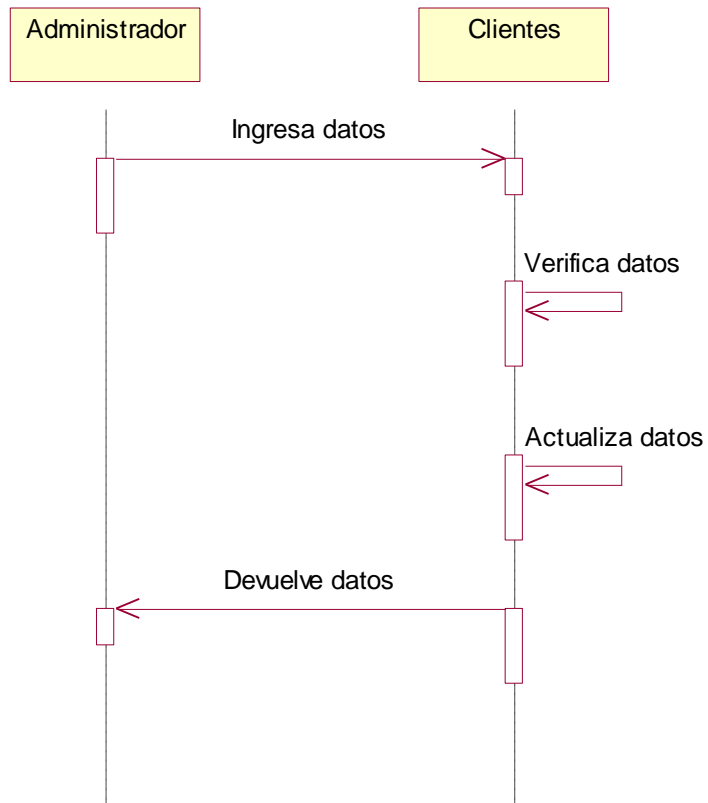 Administrador
Clientes
Ingresa datos
Verifica datos
Actualiza datos
Devuelve datos